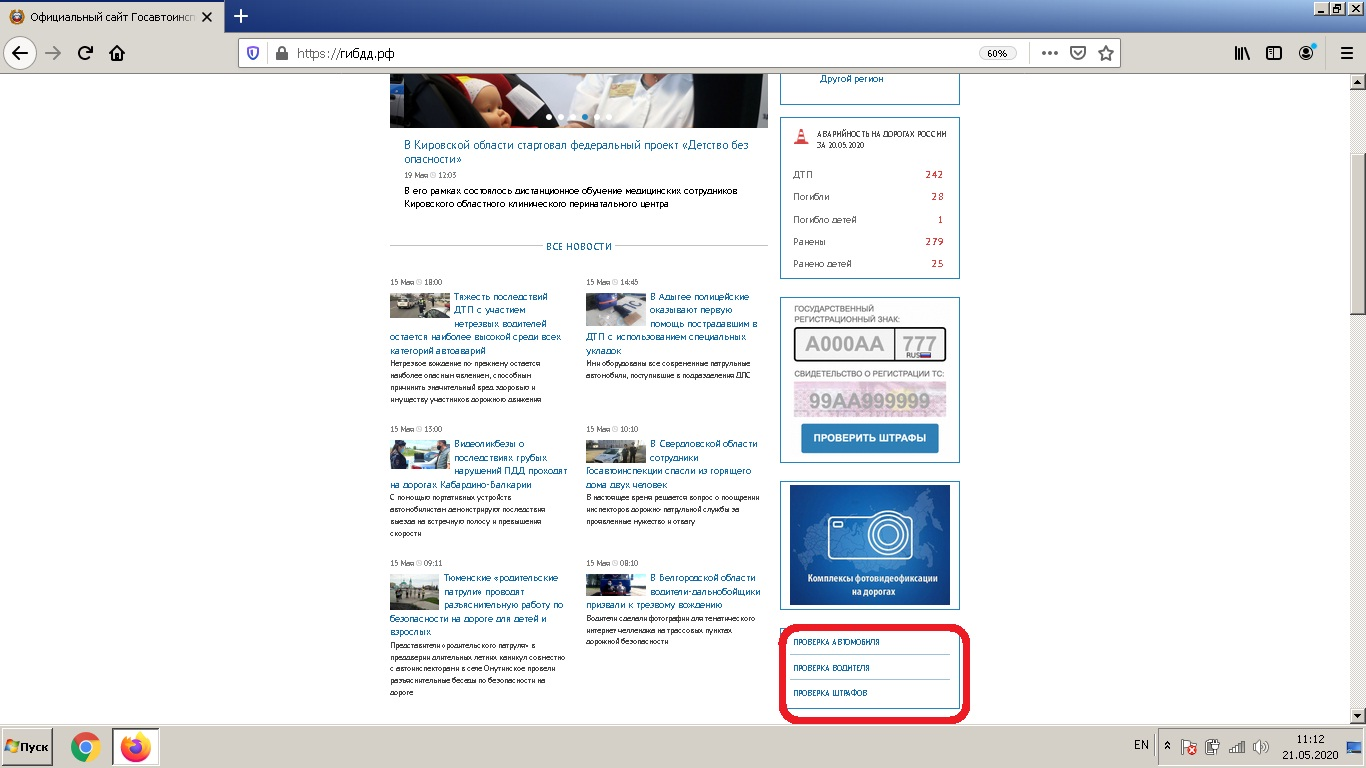 Официальный сайт Госавтоинсп
https://гибдд.рф
60%
Другой регион
В Кировской области стартовал федеральный проект «Детство без
опасности»
19 Мая 12:03
В его рамках состоялось дистанционное обучение медицинских сотрудников
Кировского областного клинического перинатального центра
ВСЕ НОВОСТИ
15 Мая 18:00
Тяжесть последствий
ДТП с участием
нетрезвых водителей
остается наиболее высокой среди всех
категорий автоаварий
Нетрезвое вождение по-прежнему остается
наиболее опасным явлением, способным
причинить значительный вред здоровью и
имуществу участников дорожного движения
15 Мая 14:45
В Адыгее полицейские
оказывают первую
помощь пострадавшим в
ДТП с использованием специальных
укладок
Ими оборудованы все современные патрульные
автомобили, поступившие в подразделения ДПС
15 Мая 13:00
Видеоликбезы о
последствиях грубых
нарушений ПДД проходят
на дорогах Кабардино-Балкарии
С помощью портативных устройств
автомобилистам демонстрируют последствия
выезда на встречную полосу и превышения
скорости
15 Мая 10:10
В Свердловской области
сотрудники
Госавтоинспекции спасли из горящего
дома двух человек
В настоящее время решается вопрос о поощрении
инспекторов дорожно-патрульной службы за
проявленные мужество и отвагу
15 Мая 09:11
Тюменские «родительские
патрули» проводят
разъяснительную работу по
безопасности на дороге для детей и
взрослых
Представители «родительского патруля» в
преддверии длительных летних каникул совместно
с автоинспекторами в селе Омутинское провели
разъяснительные беседы по безопасности на
дороге
15 Мая 08:10
В Белгородской области
водители-дальнобойщики
призвали к трезвому вождению
Водители сделали фотографии для тематического
интернет-челленджа на трассовых пунктах
дорожной безопасности
АВАРИЙНОСТЬ НА ДОРОГАХ РОССИИ
ЗА 20.05.2020
ДТП 242
Погибли 28
Погибло детей 1
Ранены 279
Ранено детей 25
ГОСУДАРСТВЕННЫЙ
РЕГИСТРАЦИОННЫЙ ЗНАК:
А000АА 777
RUS
СВИДЕТЕЛЬСТВО О РЕГИСТРАЦИИ ТС:
99АА999999
ПРОВЕРИТЬ ШТРАФЫ
Комплексы фотовидеофиксации
на дорогах
ПРОВЕРКА АВТОМОБИЛЯ
ПРОВЕРКА ВОДИТЕЛЯ
ПРОВЕРКА ШТРАФОВ
Пуск
EN
11:12
21.05.2020